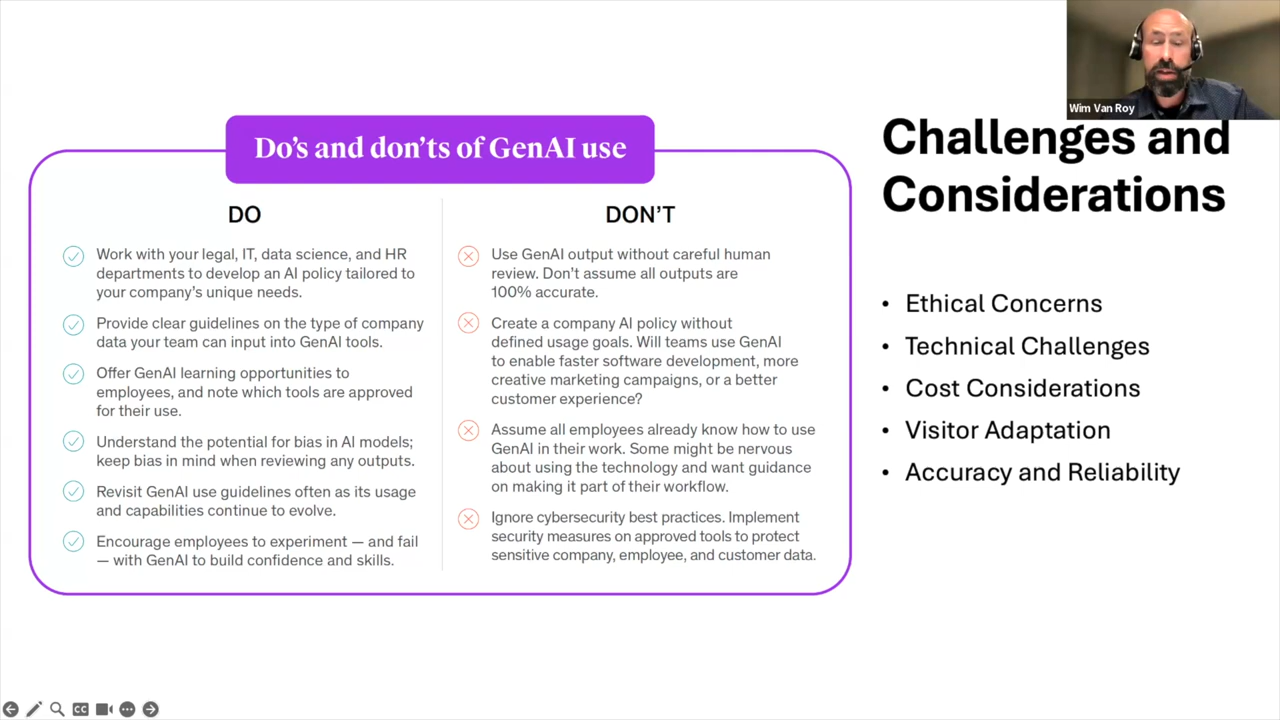 Wim Van Roy
Challenges and
Considerations
Do's and don'ts of GenAI use
DO
Work with your legal, IT, data science, and HR
departments to develop an AI policy tailored to
your company's unique needs.
Provide clear guidelines on the type of company
data your team can input into GenAI tools.
Offer GenAI learning opportunities to
employees, and note which tools are approved
for their use.
Understand the potential for bias in AI models;
keep bias in mind when reviewing any outputs.
Revisit GenAI use guidelines often as its usage
and capabilities continue to evolve.
Encourage employees to experiment — and fail
— with GenAI to build confidence and skills.
DON'T
Use GenAI output without careful human
review. Don't assume all outputs are
100% accurate.
Create a company AI policy without
defined usage goals. Will teams use GenAI
to enable faster software development, more
creative marketing campaigns, or a better
customer experience?
Assume all employees already know how to use
GenAI in their work. Some might be nervous
about using the technology and want guidance
on making it part of their workflow.
Ignore cybersecurity best practices. Implement
security measures on approved tools to protect
sensitive company, employee, and customer data.
• Ethical Concerns
• Technical Challenges
• Cost Considerations
• Visitor Adaptation
• Accuracy and Reliability
CC